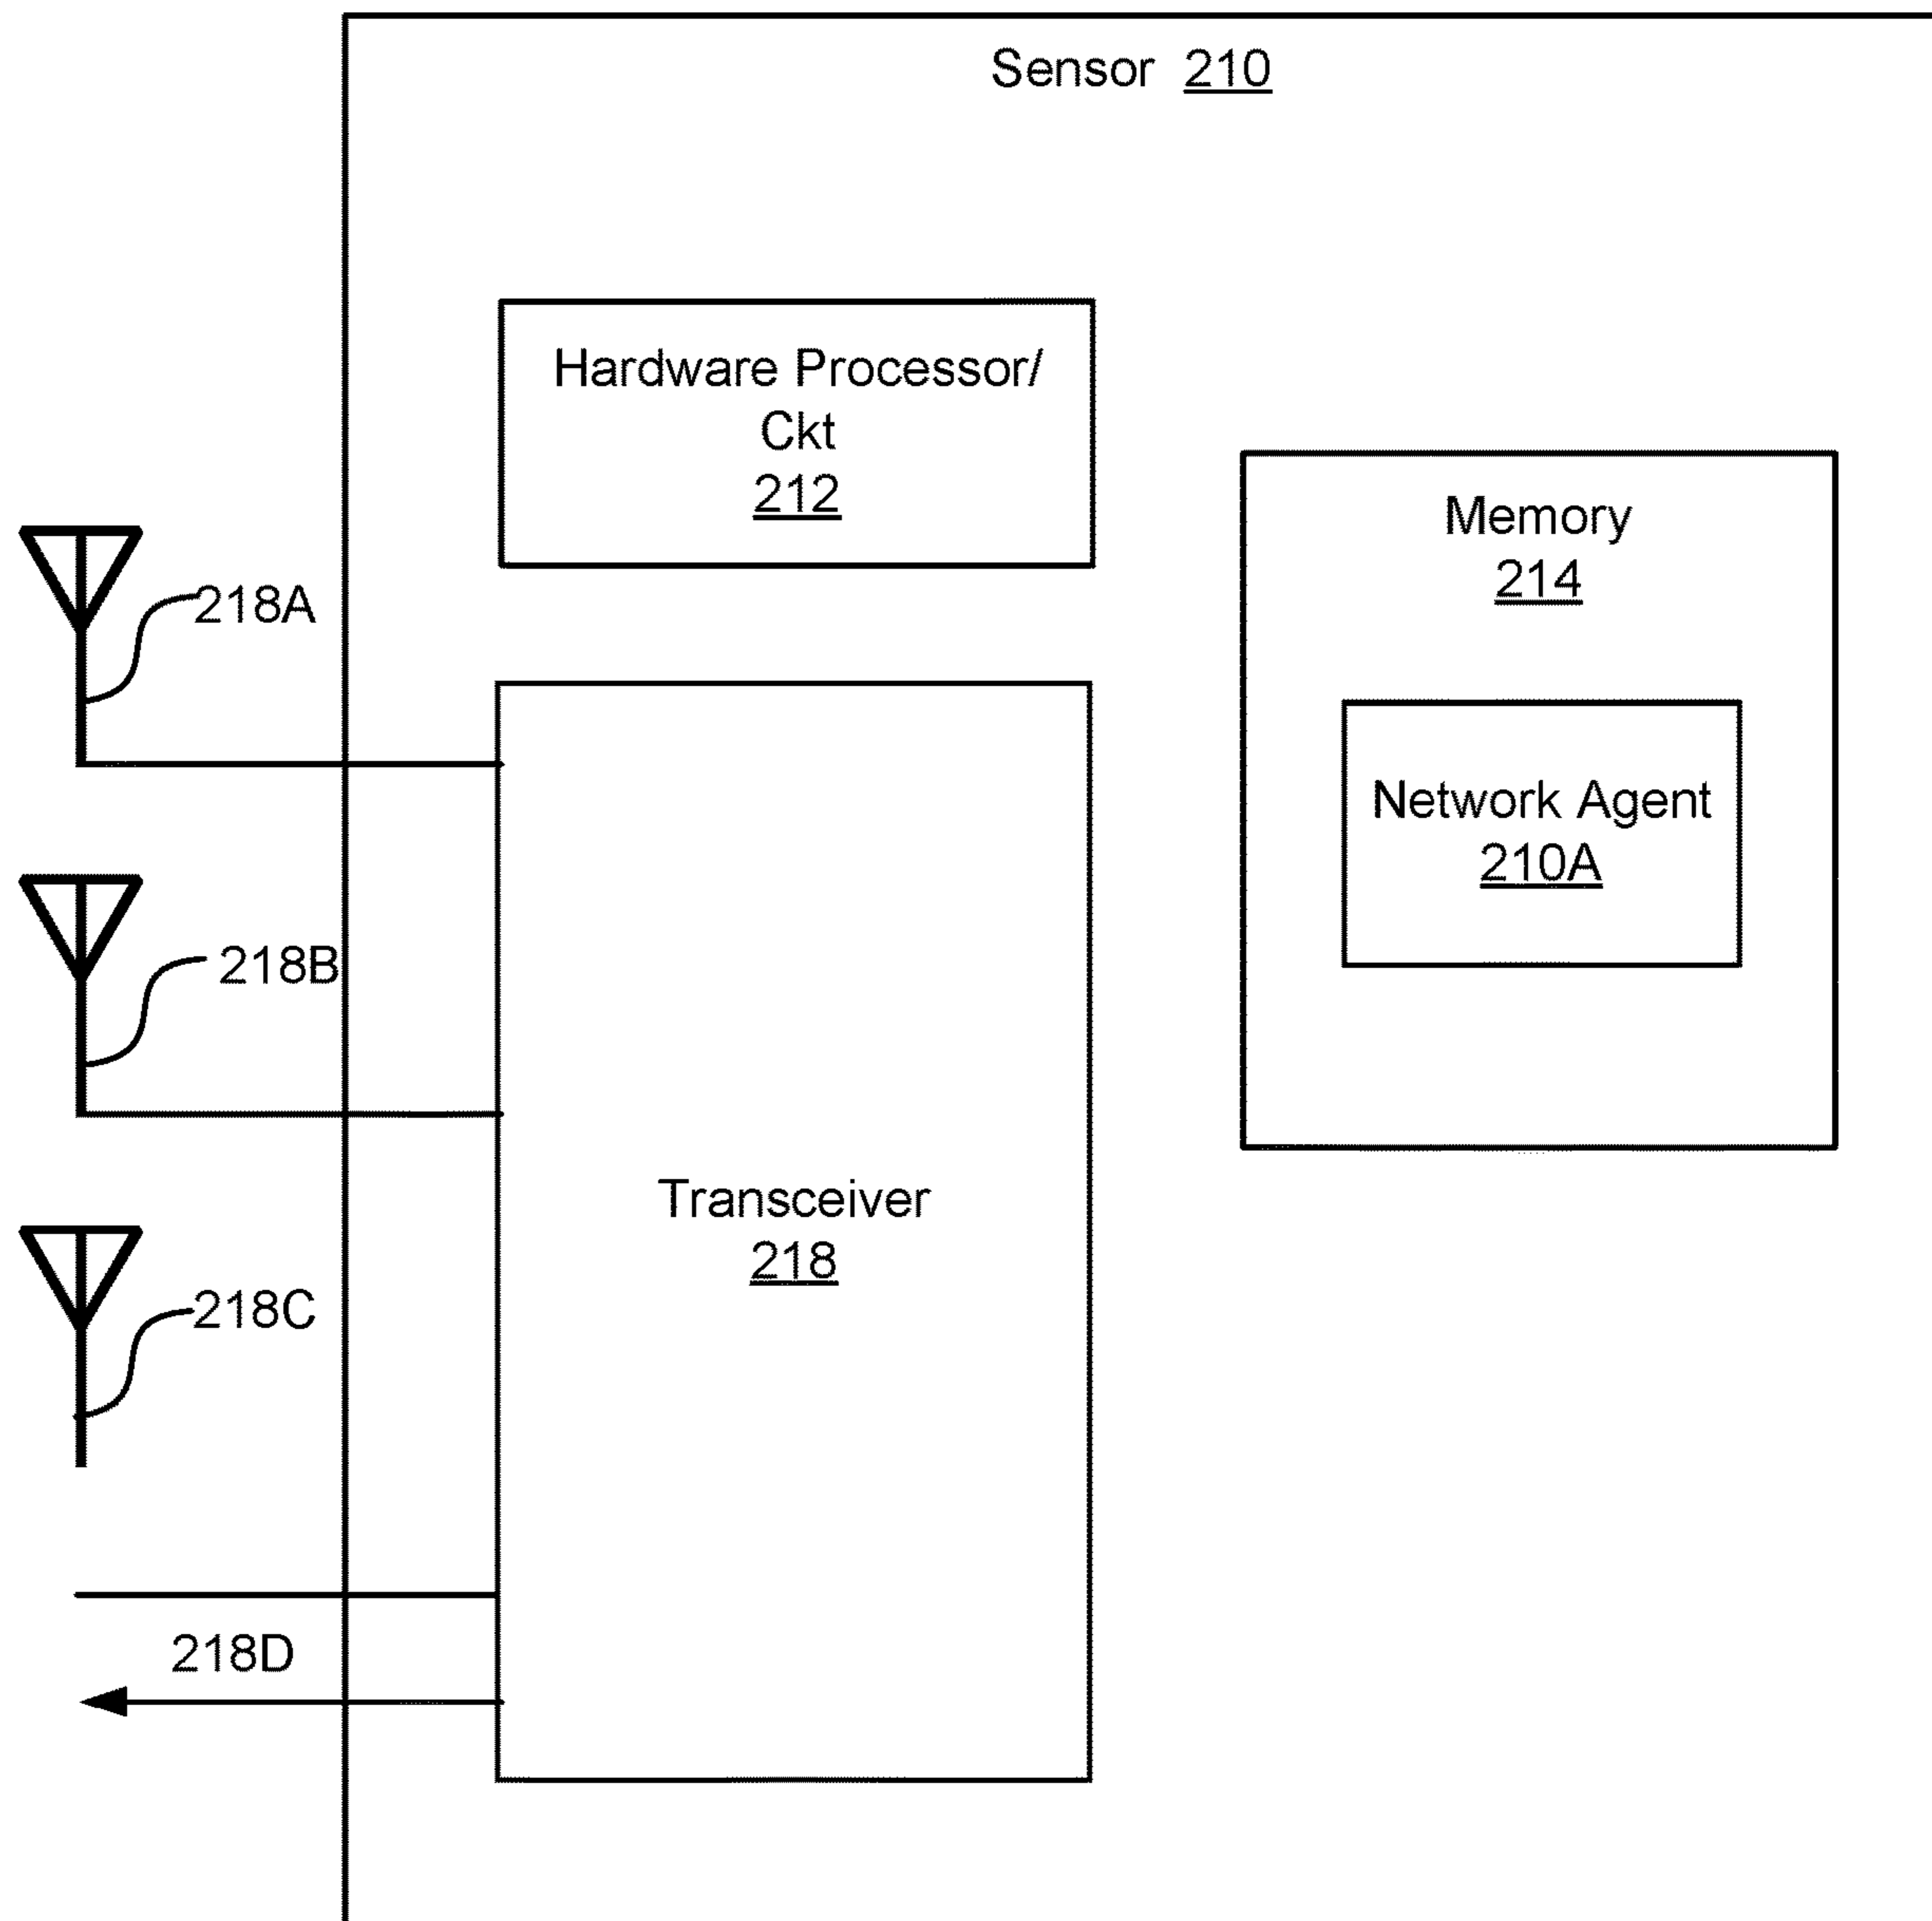 Sensor 210
Hardware Processor/
Ckt
212
Memory
214
218A
Network Agent
210A
218B
Transceiver
218
218C
218D